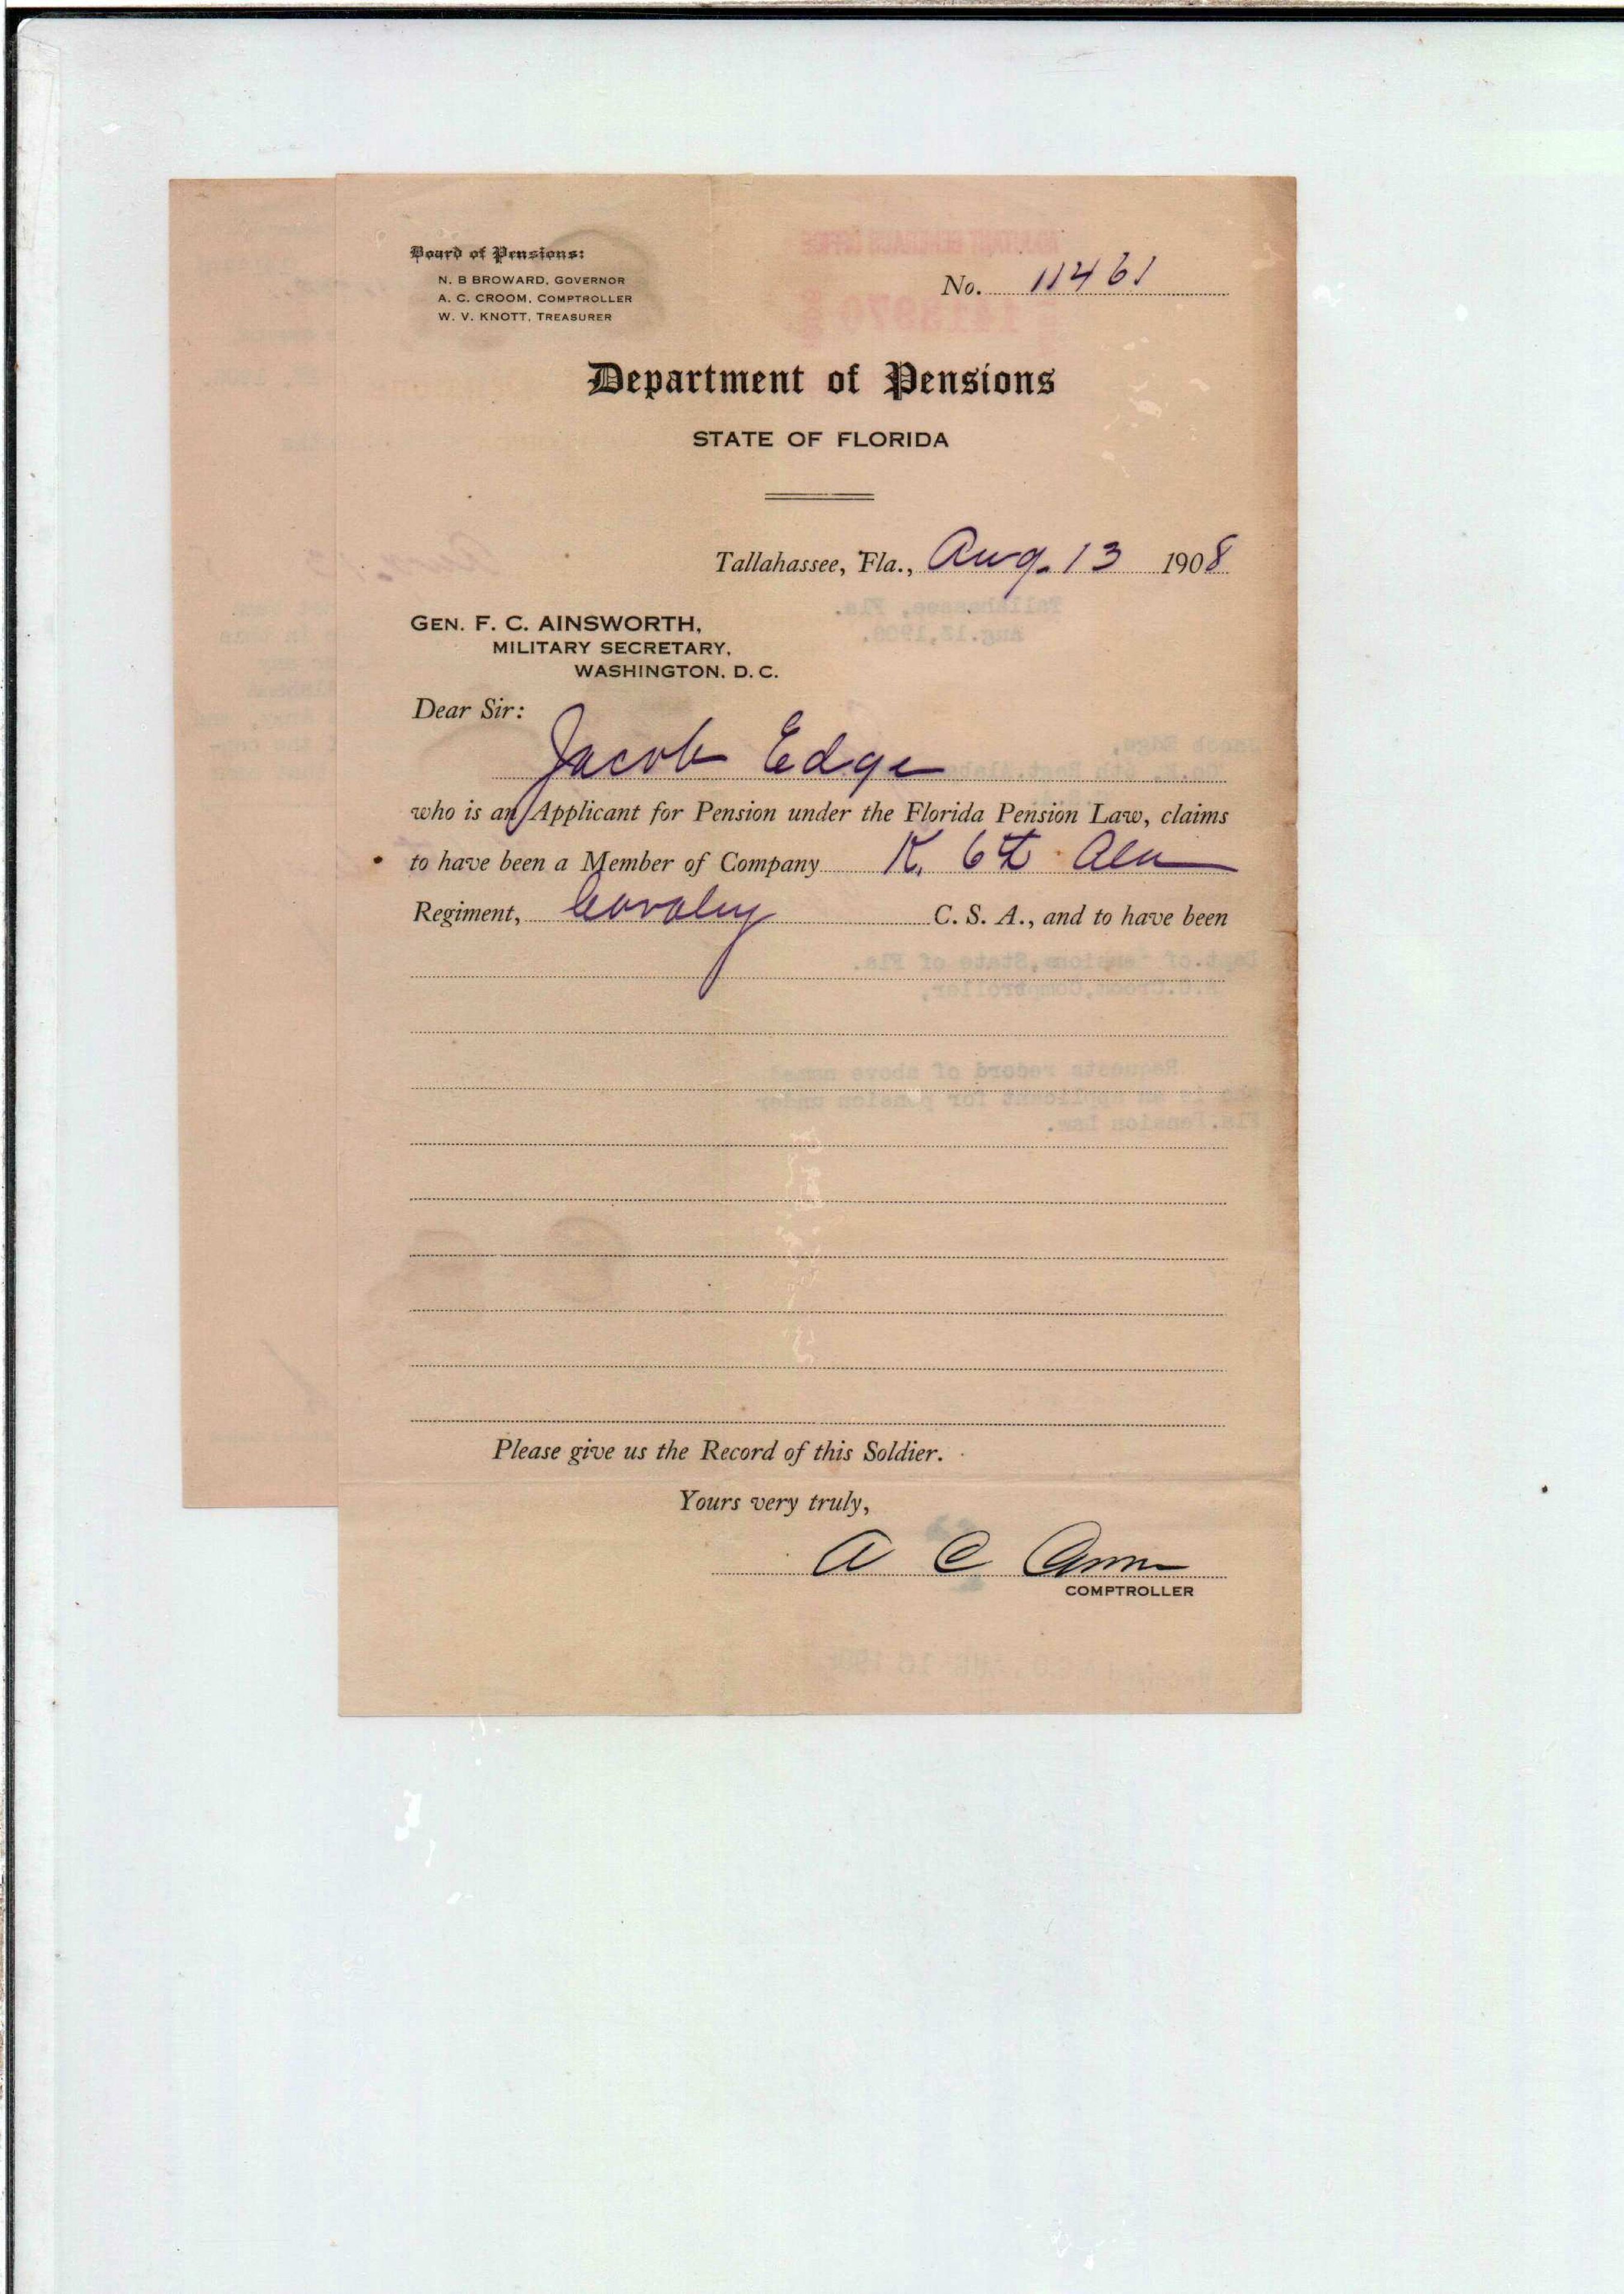 Board of Pensions:
N. B BROWARD, GOVERNOR
A. C. CROOM, COMPTROLLER
W. V. KNOTT, TREASURER
No. 11461
Department of Pensions
STATE OF FLORIDA
Tallahassee, Fla., Aug. 13 1908
GEN. F. C. AINSWORTH,
MILITARY SECRETARY,
WASHINGTON, D. C.
Dear Sir:
Jacob Edge
who is an Applicant for Pension under the Florida Pension Law, claims
to have been a Member of Company K. 6th Ala
Regiment, Cavalry C. S. A., and to have been
Please give us the Record of this Soldier.
Yours very truly,
A C Croom
COMPTROLLER